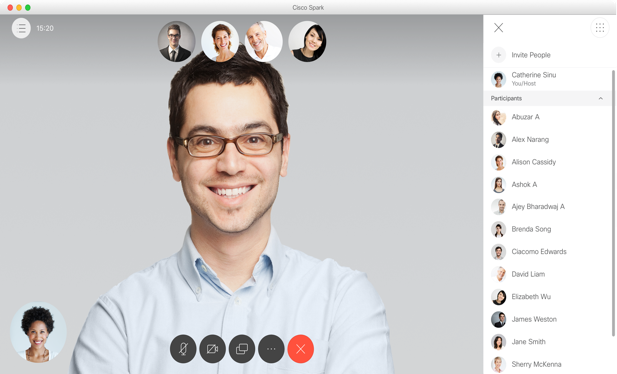 Cisco Spark
15:20
Invite People
Catherine Sinu
You/Host
Participants
Abuzar A
Alex Narang
Alison Cassidy
Ashok A
Ajey Bharadwaj A
Brenda Song
Ciacomo Edwards
David Liam
Elizabeth Wu
James Weston
Jane Smith
Sherry McKenna